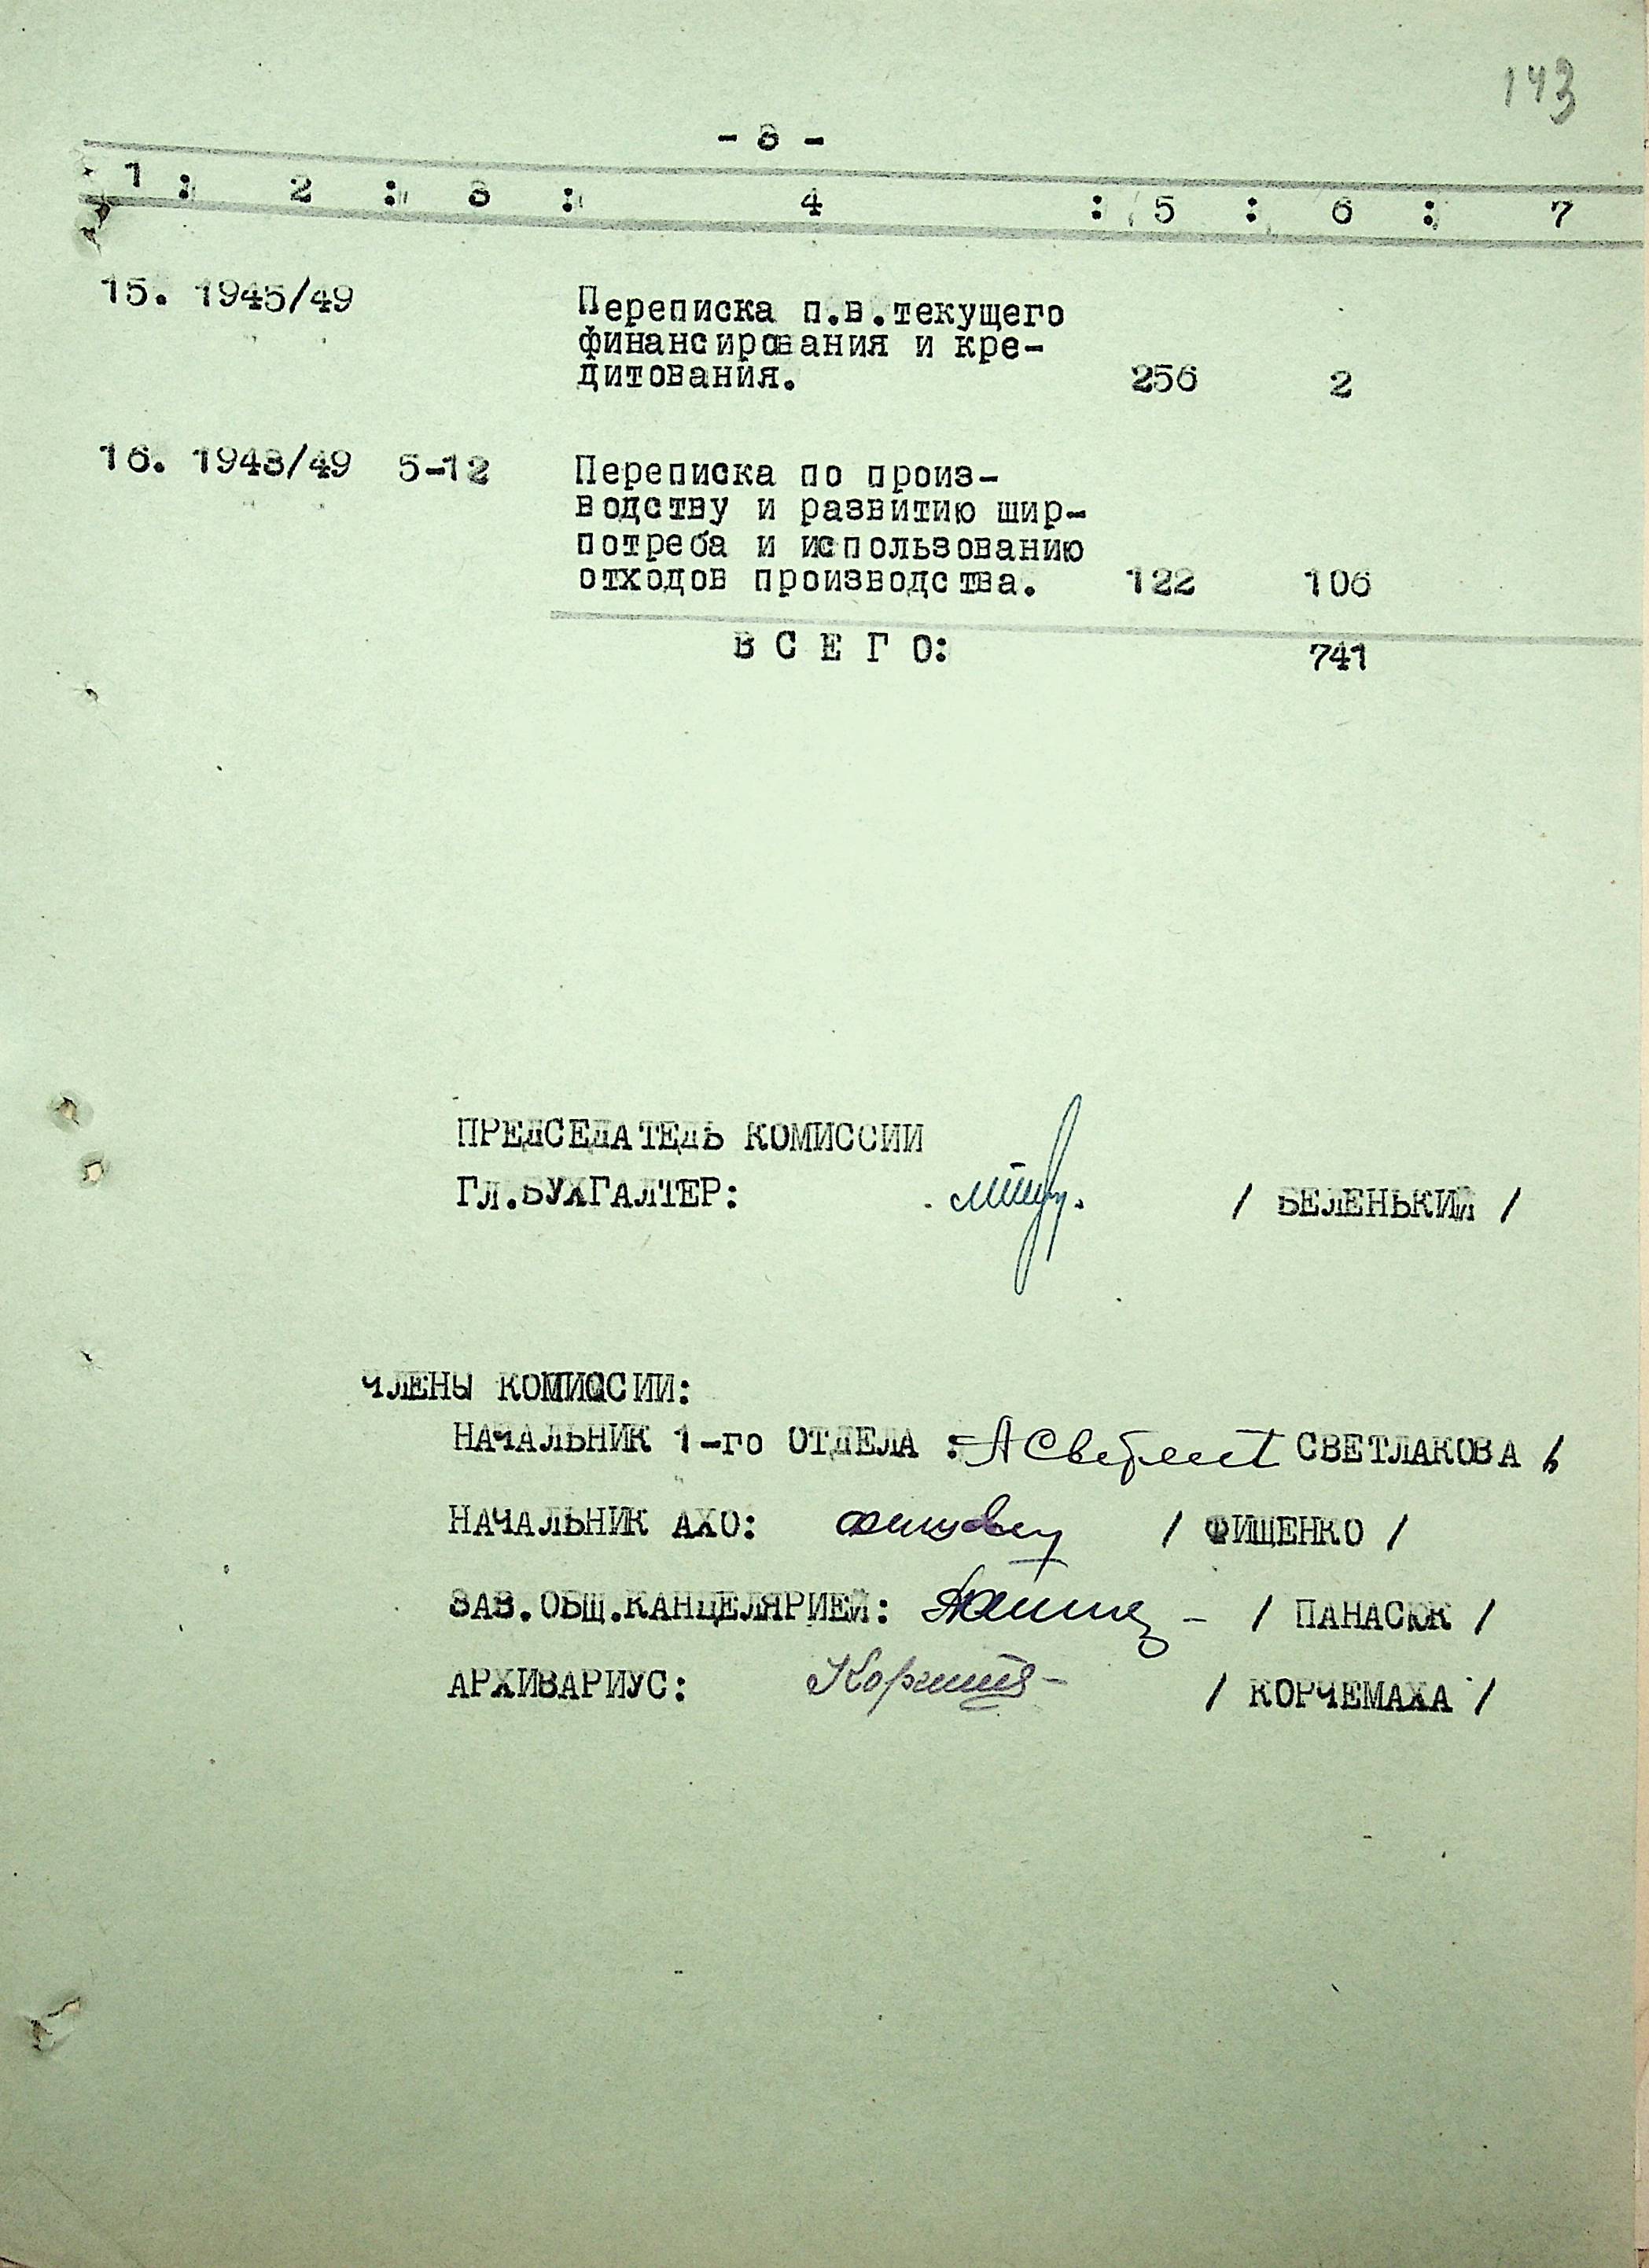 143
- 8 -
1 : 2 : 3 : 4 : 5 : 6 : 7
15. 1945/49 Переписка п.в.текущего
финансирования и кре-
дитования. 256 2
16. 1948/49 5-12 Переписка по произ-
водству и развитию шир-
потреба и использованию
отходов производства. 122 106
В С Е Г О: 741
ПРЕДСЕДАТЕЛЬ КОМИССИИ
ГЛ.БУХГАЛТЕР: / БЕЛЕНЬКИЙ /
ЧЛЕНЫ КОМИССИИ:
НАЧАЛЬНИК 1-го ОТДЕЛА : СВЕТЛАКОВА /
НАЧАЛЬНИК АХО: / ФИЩЕНКО /
ЗАВ.ОБЩ.КАНЦЕЛЯРИЕЙ: / ПАНАСЮК /
АРХИВАРИУС: / КОРЧЕМАХА /